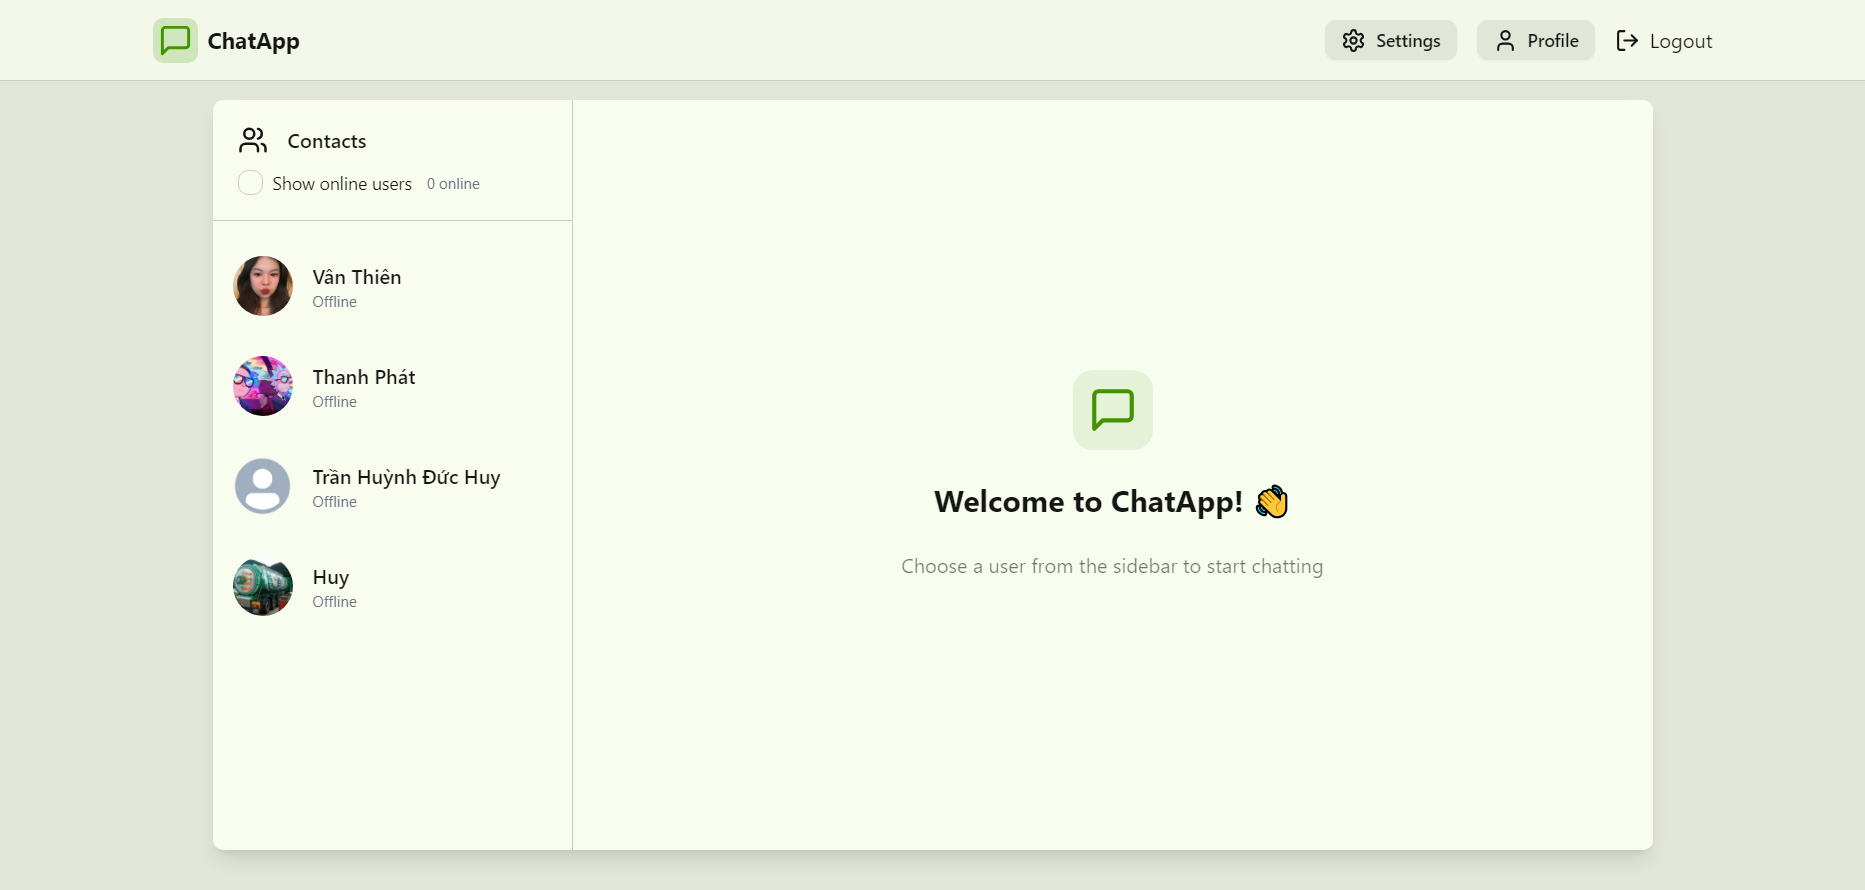 ChatApp
Settings
Profile
Logout
Contacts
Show online users 0 online
Vân Thiên
Offline
Thanh Phát
Offline
Trần Huỳnh Đức Huy
Offline
Huy
Offline
Welcome to ChatApp! 👋
Choose a user from the sidebar to start chatting